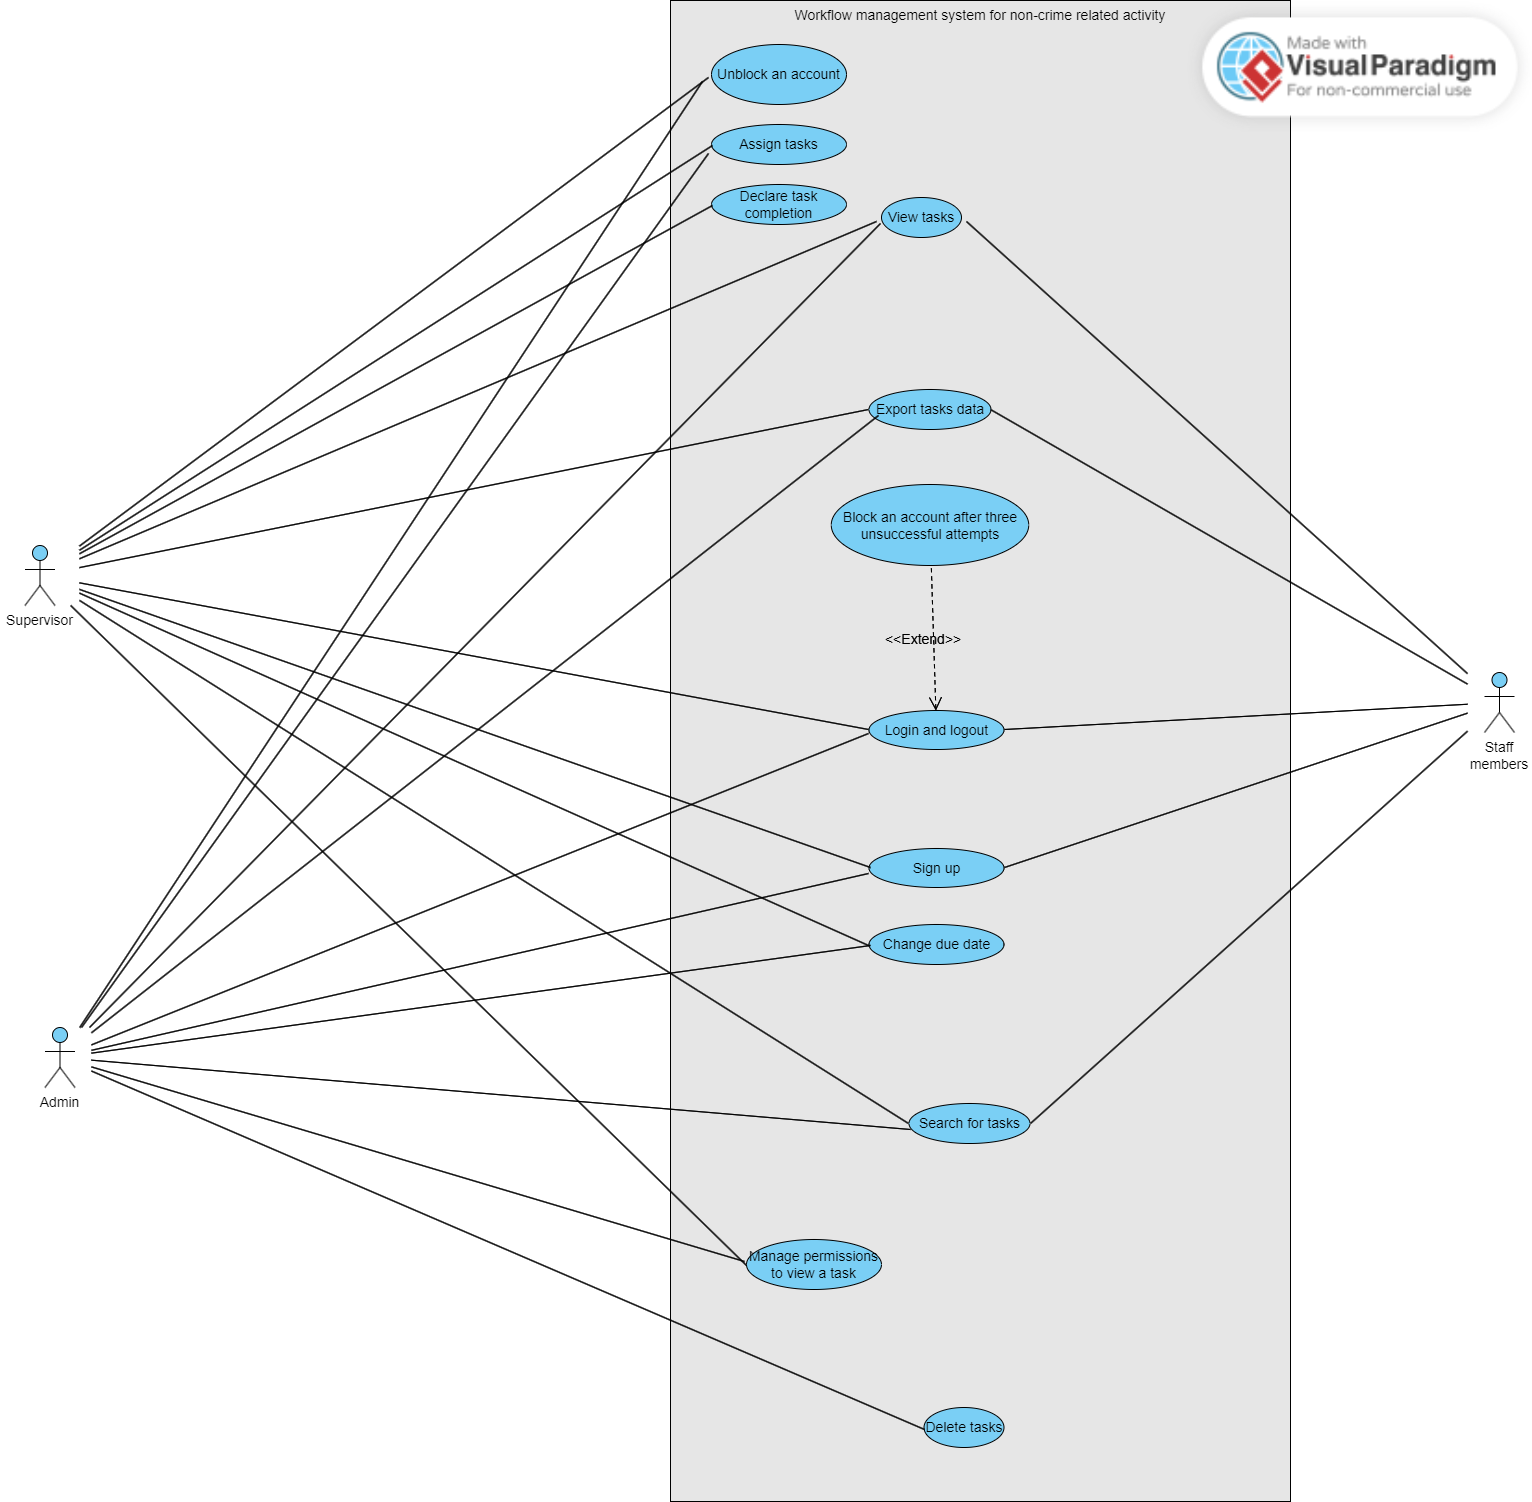 Workflow management system for non-crime related activity
Made with
Visual Paradigm
For non-commercial use
Unblock an account
Assign tasks
Declare task
completion
View tasks
Export tasks data
Block an account after three
unsuccessful attempts
<<Extend>>
Supervisor
Login and logout
Staff
members
Sign up
Change due date
Admin
Search for tasks
Manage permissions
to view a task
Delete tasks